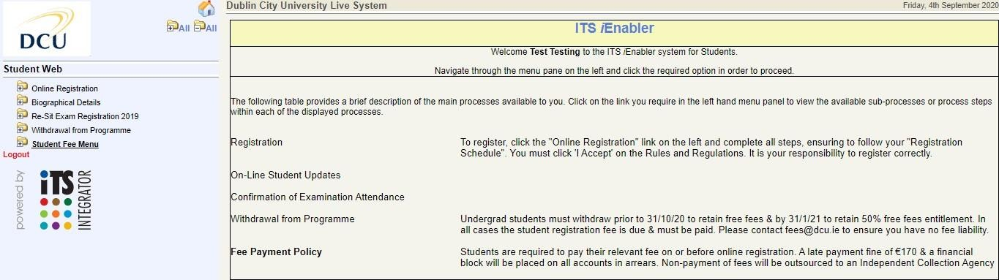 DCU
All All
Student Web
Online Registration
Biographical Details
Re-Sit Exam Registration 2019
Withdrawal from Programme
Student Fee Menu
Logout
powered by
iTS
INTEGRATOR
Dublin City University Live System
Friday, 4th September 2020
ITS iEnabler
Welcome Test Testing to the ITS iEnabler system for Students.
Navigate through the menu pane on the left and click the required option in order to proceed.
The following table provides a brief description of the main processes available to you. Click on the link you require in the left hand menu panel to view the available sub-processes or process steps
within each of the displayed processes.
Registration
To register, click the "Online Registration" link on the left and complete all steps, ensuring to follow your "Registration
Schedule". You must click 'I Accept' on the Rules and Regulations. It is your responsibility to register correctly.
On-Line Student Updates
Confirmation of Examination Attendance
Withdrawal from Programme
Undergrad students must withdraw prior to 31/10/20 to retain free fees & by 31/1/21 to retain 50% free fees entitlement. In
all cases the student registration fee is due & must be paid. Please contact fees@dcu.ie to ensure you have no fee liability.
Fee Payment Policy
Students are required to pay their relevant fee on or before online registration. A late payment fine of €170 & a financial
block will be placed on all accounts in arrears. Non-payment of fees will be outsourced to an Independent Collection Agency